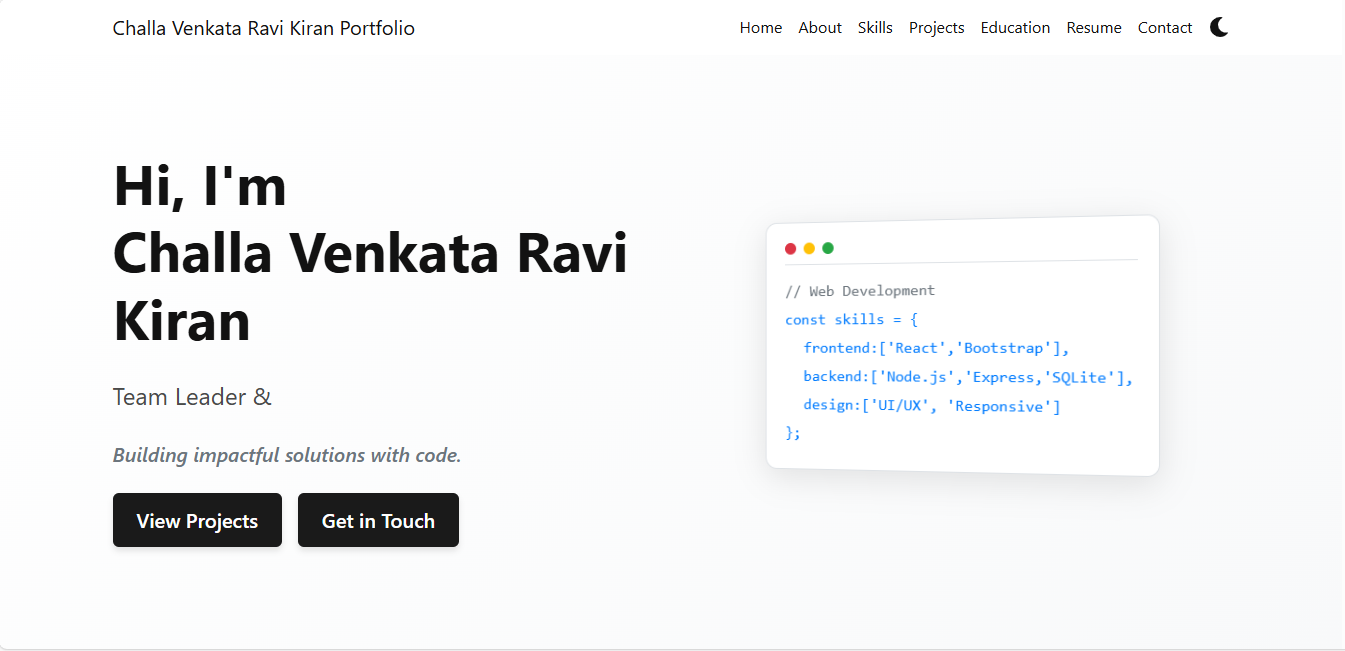 Challa Venkata Ravi Kiran Portfolio
Home About Skills Projects Education Resume Contact
Hi, I'm
Challa Venkata Ravi
Kiran
Team Leader &
Building impactful solutions with code.
View Projects Get in Touch
// Web Development
const skills = {
frontend:['React','Bootstrap'],
backend:['Node.js','Express,'SQLite'],
design:['UI/UX', 'Responsive']
};